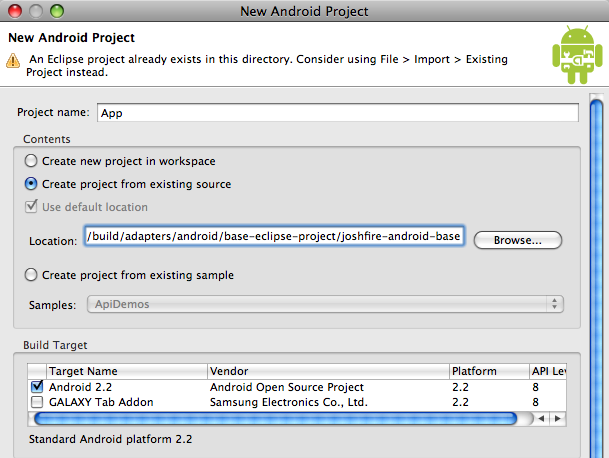 New Android Project
New Android Project
An Eclipse project already exists in this directory. Consider using File > Import > Existing
Project instead.
Project name: App
Contents
Create new project in workspace
Create project from existing source
Use default location
Location: /build/adapters/android/base-eclipse-project/joshfire-android-base Browse...
Create project from existing sample
Samples: ApiDemos
Build Target
Target Name Vendor Platform API Lev
Android 2.2 Android Open Source Project 2.2 8
GALAXY Tab Addon Samsung Electronics Co., Ltd. 2.2 8
Standard Android platform 2.2